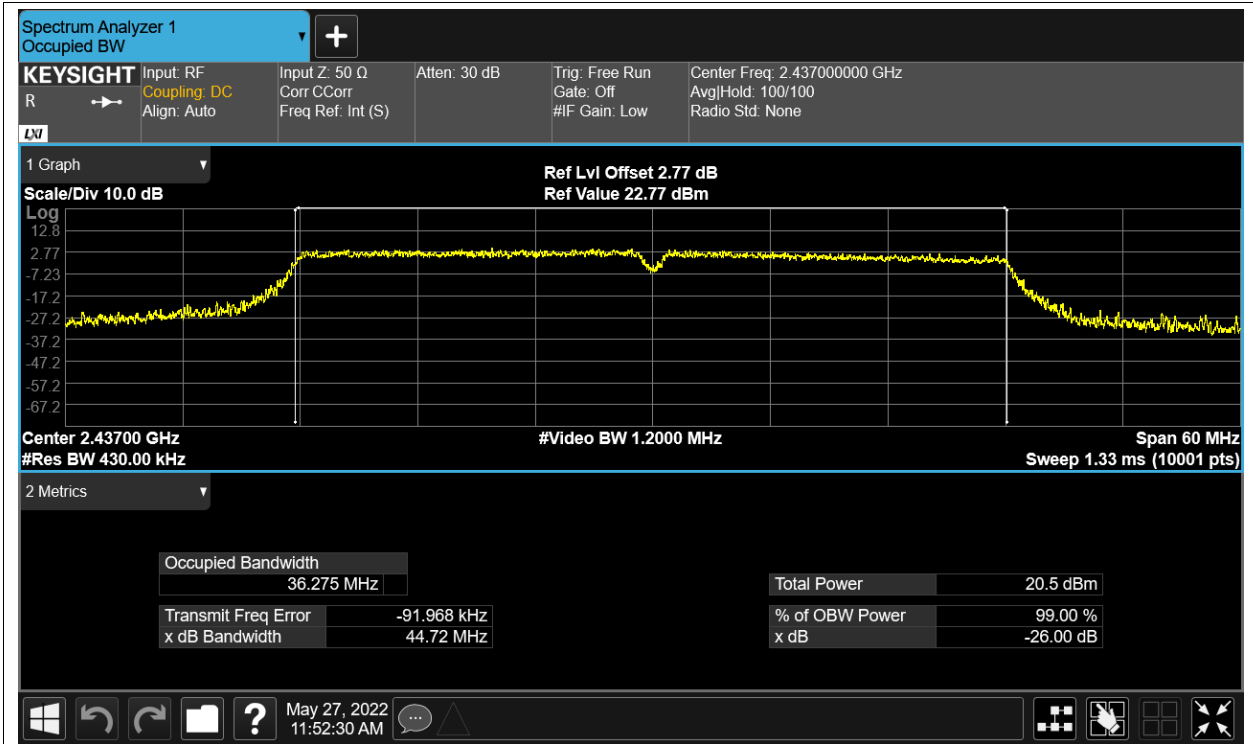 Spectrum Analyzer 1
Occupied BW
▼
+
KEYSIGHT
R
LXI
Input: RF
Coupling: DC
Align: Auto
Input Z: 50 Ω
Corr CCorr
Freq Ref: Int (S)
Atten: 30 dB
Trig: Free Run
Gate: Off
#IF Gain: Low
Center Freq: 2.437000000 GHz
Avg|Hold: 100/100
Radio Std: None
1 Graph ▼
Scale/Div 10.0 dB
Ref Lvl Offset 2.77 dB
Ref Value 22.77 dBm
Log
12.8
2.77
-7.23
-17.2
-27.2
-37.2
-47.2
-57.2
-67.2
Center 2.43700 GHz
#Res BW 430.00 kHz
#Video BW 1.2000 MHz
Span 60 MHz
Sweep 1.33 ms (10001 pts)
2 Metrics ▼
Occupied Bandwidth
36.275 MHz
Transmit Freq Error -91.968 kHz
x dB Bandwidth 44.72 MHz
Total Power 20.5 dBm
% of OBW Power 99.00 %
x dB -26.00 dB
?
May 27, 2022
11:52:30 AM